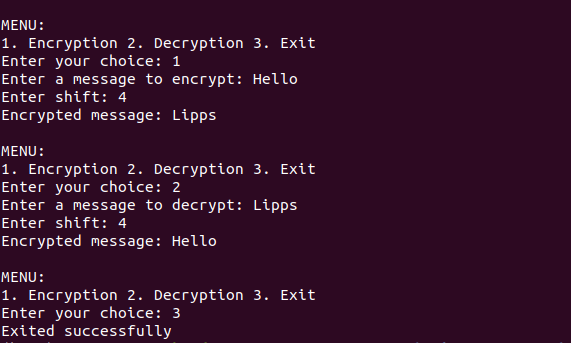 MENU:
1. Encryption 2. Decryption 3. Exit
Enter your choice: 1
Enter a message to encrypt: Hello
Enter shift: 4
Encrypted message: Lipps
MENU:
1. Encryption 2. Decryption 3. Exit
Enter your choice: 2
Enter a message to decrypt: Lipps
Enter shift: 4
Encrypted message: Hello
MENU:
1. Encryption 2. Decryption 3. Exit
Enter your choice: 3
Exited successfully